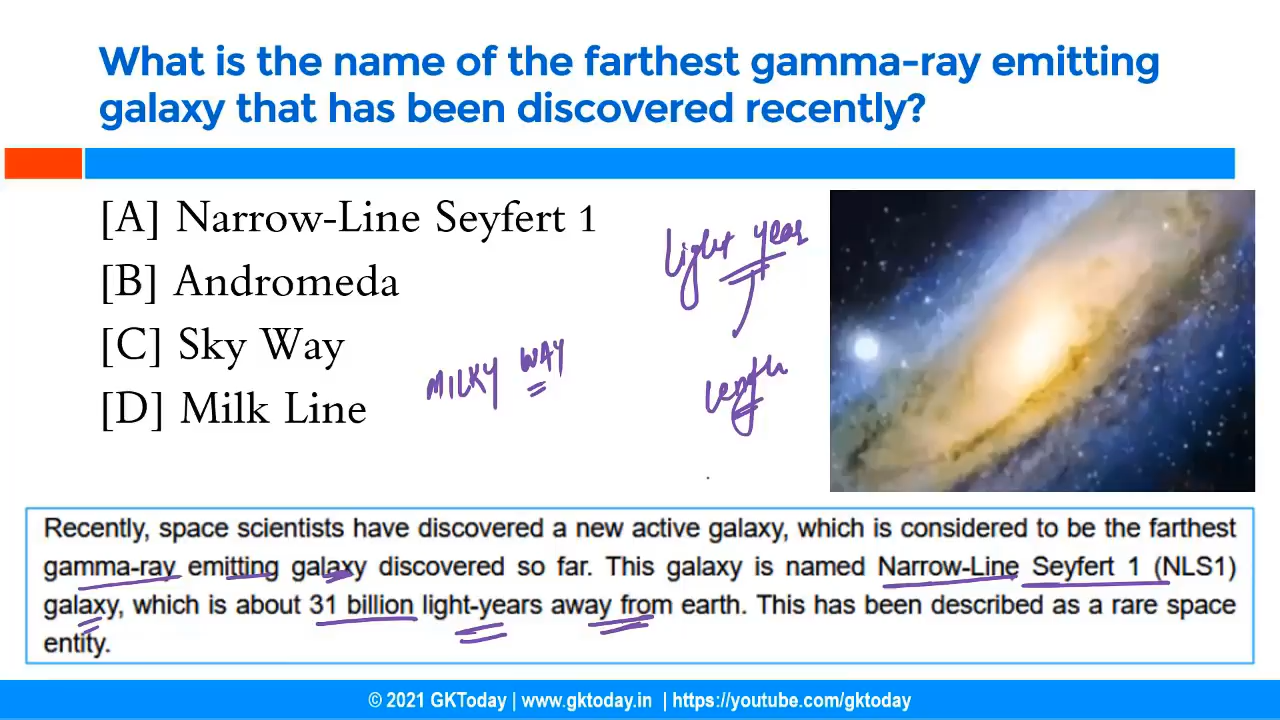 What is the name of the farthest gamma-ray emitting
galaxy that has been discovered recently?
[A] Narrow-Line Seyfert 1
[B] Andromeda
[C] Sky Way
[D] Milk Line
light year
MILKY WAY
length
Recently, space scientists have discovered a new active galaxy, which is considered to be the farthest
gamma-ray emitting galaxy discovered so far. This galaxy is named Narrow-Line Seyfert 1 (NLS1)
galaxy, which is about 31 billion light-years away from earth. This has been described as a rare space
entity.
© 2021 GKToday | www.gktoday.in | https://youtube.com/gktoday